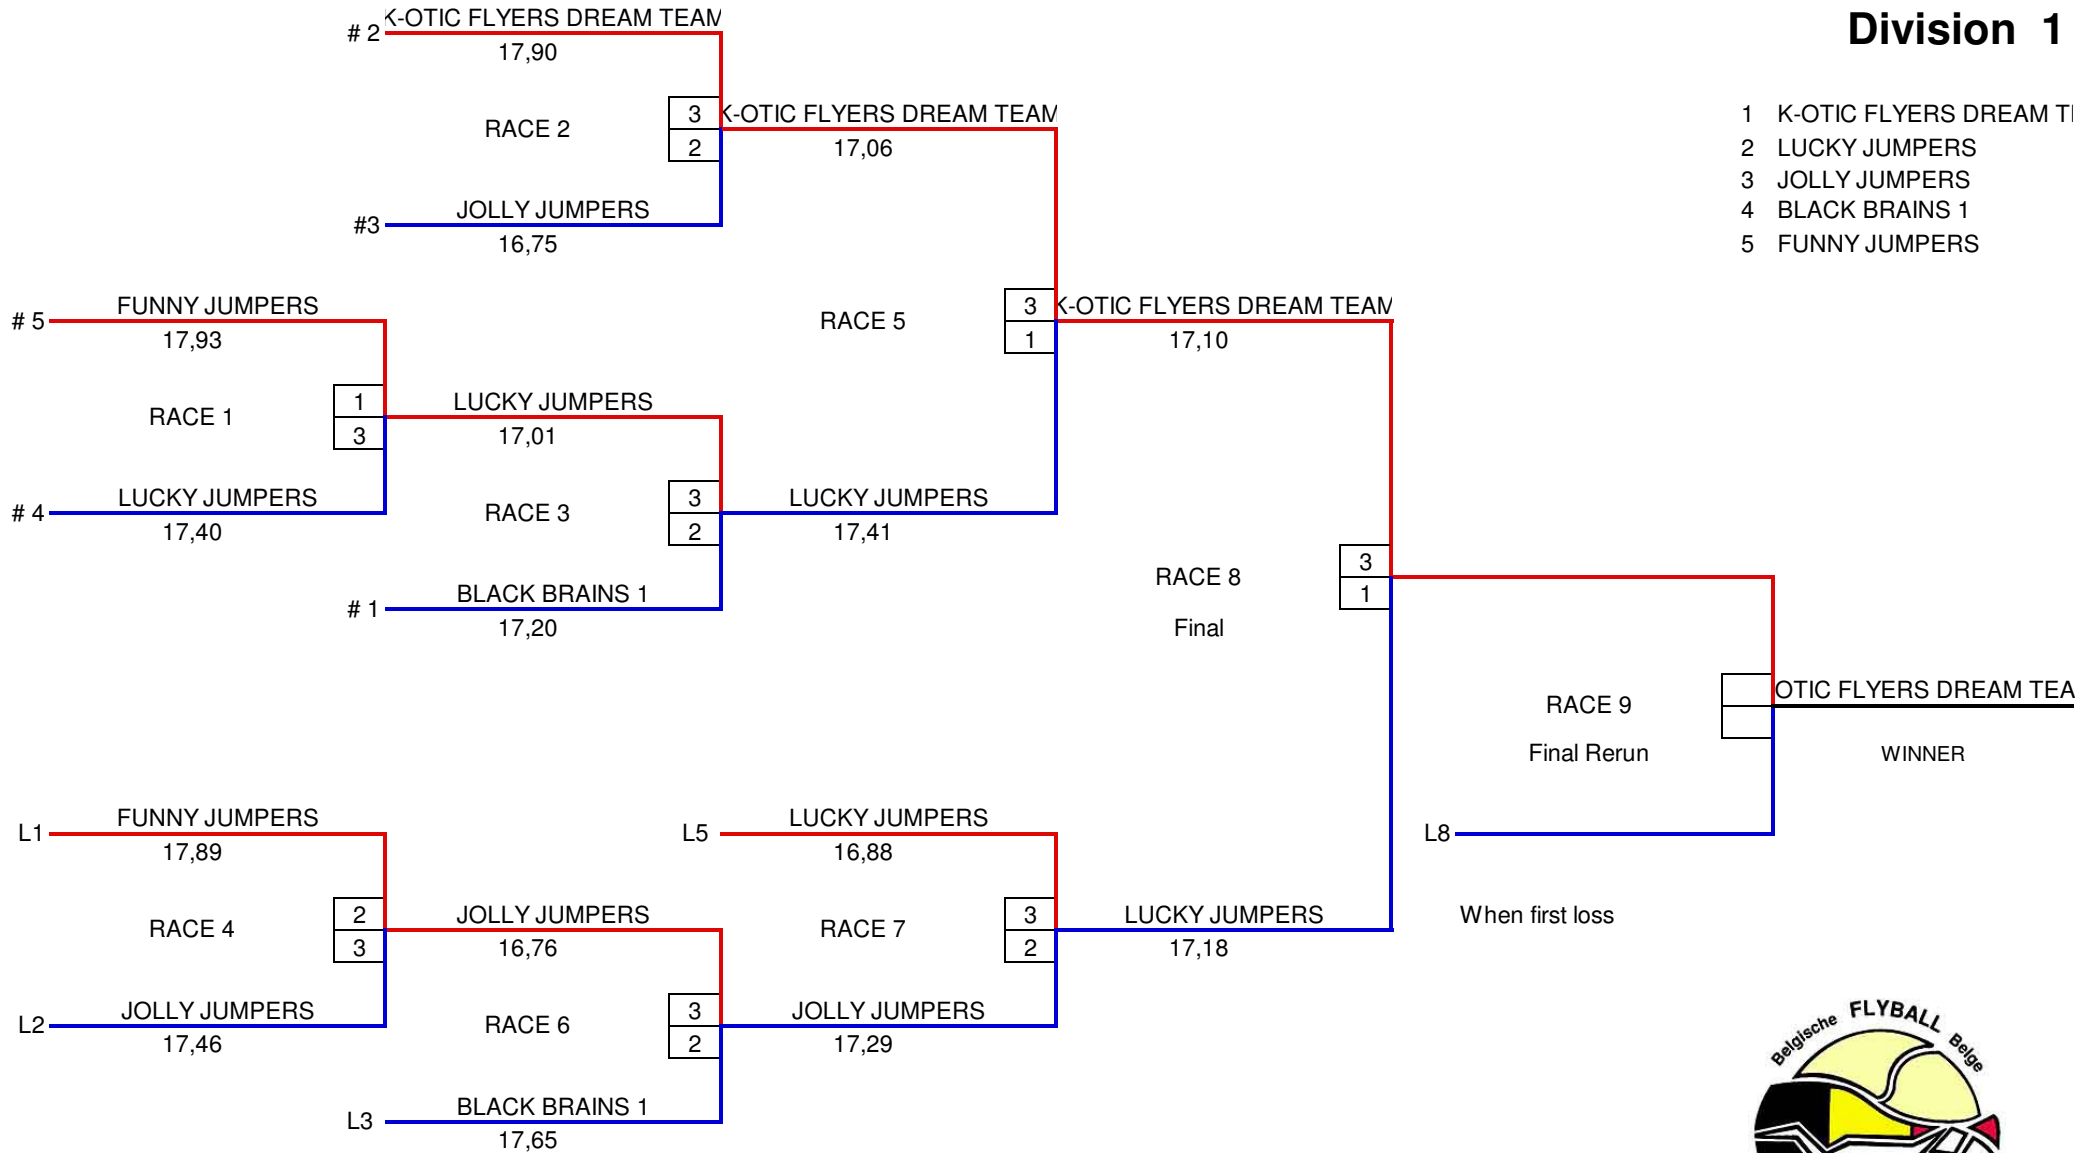 Division 1
1 K-OTIC FLYERS DREAM T
2 LUCKY JUMPERS
3 JOLLY JUMPERS
4 BLACK BRAINS 1
5 FUNNY JUMPERS
# 2 K-OTIC FLYERS DREAM TEAM
17,90
RACE 2
3
2
#3 JOLLY JUMPERS
16,75
K-OTIC FLYERS DREAM TEAM
17,06
# 5 FUNNY JUMPERS
17,93
RACE 1
1
3
# 4 LUCKY JUMPERS
17,40
LUCKY JUMPERS
17,01
RACE 3
3
2
# 1 BLACK BRAINS 1
17,20
RACE 5
3
1
LUCKY JUMPERS
17,41
K-OTIC FLYERS DREAM TEAM
17,10
RACE 8
Final
3
1
RACE 9
Final Rerun
OTIC FLYERS DREAM TEA
WINNER
L8
When first loss
L1 FUNNY JUMPERS
17,89
RACE 4
2
3
L2 JOLLY JUMPERS
17,46
JOLLY JUMPERS
16,76
RACE 6
3
2
L3 BLACK BRAINS 1
17,65
L5 LUCKY JUMPERS
16,88
RACE 7
3
2
JOLLY JUMPERS
17,29
LUCKY JUMPERS
17,18
Belgische FLYBALL Belge